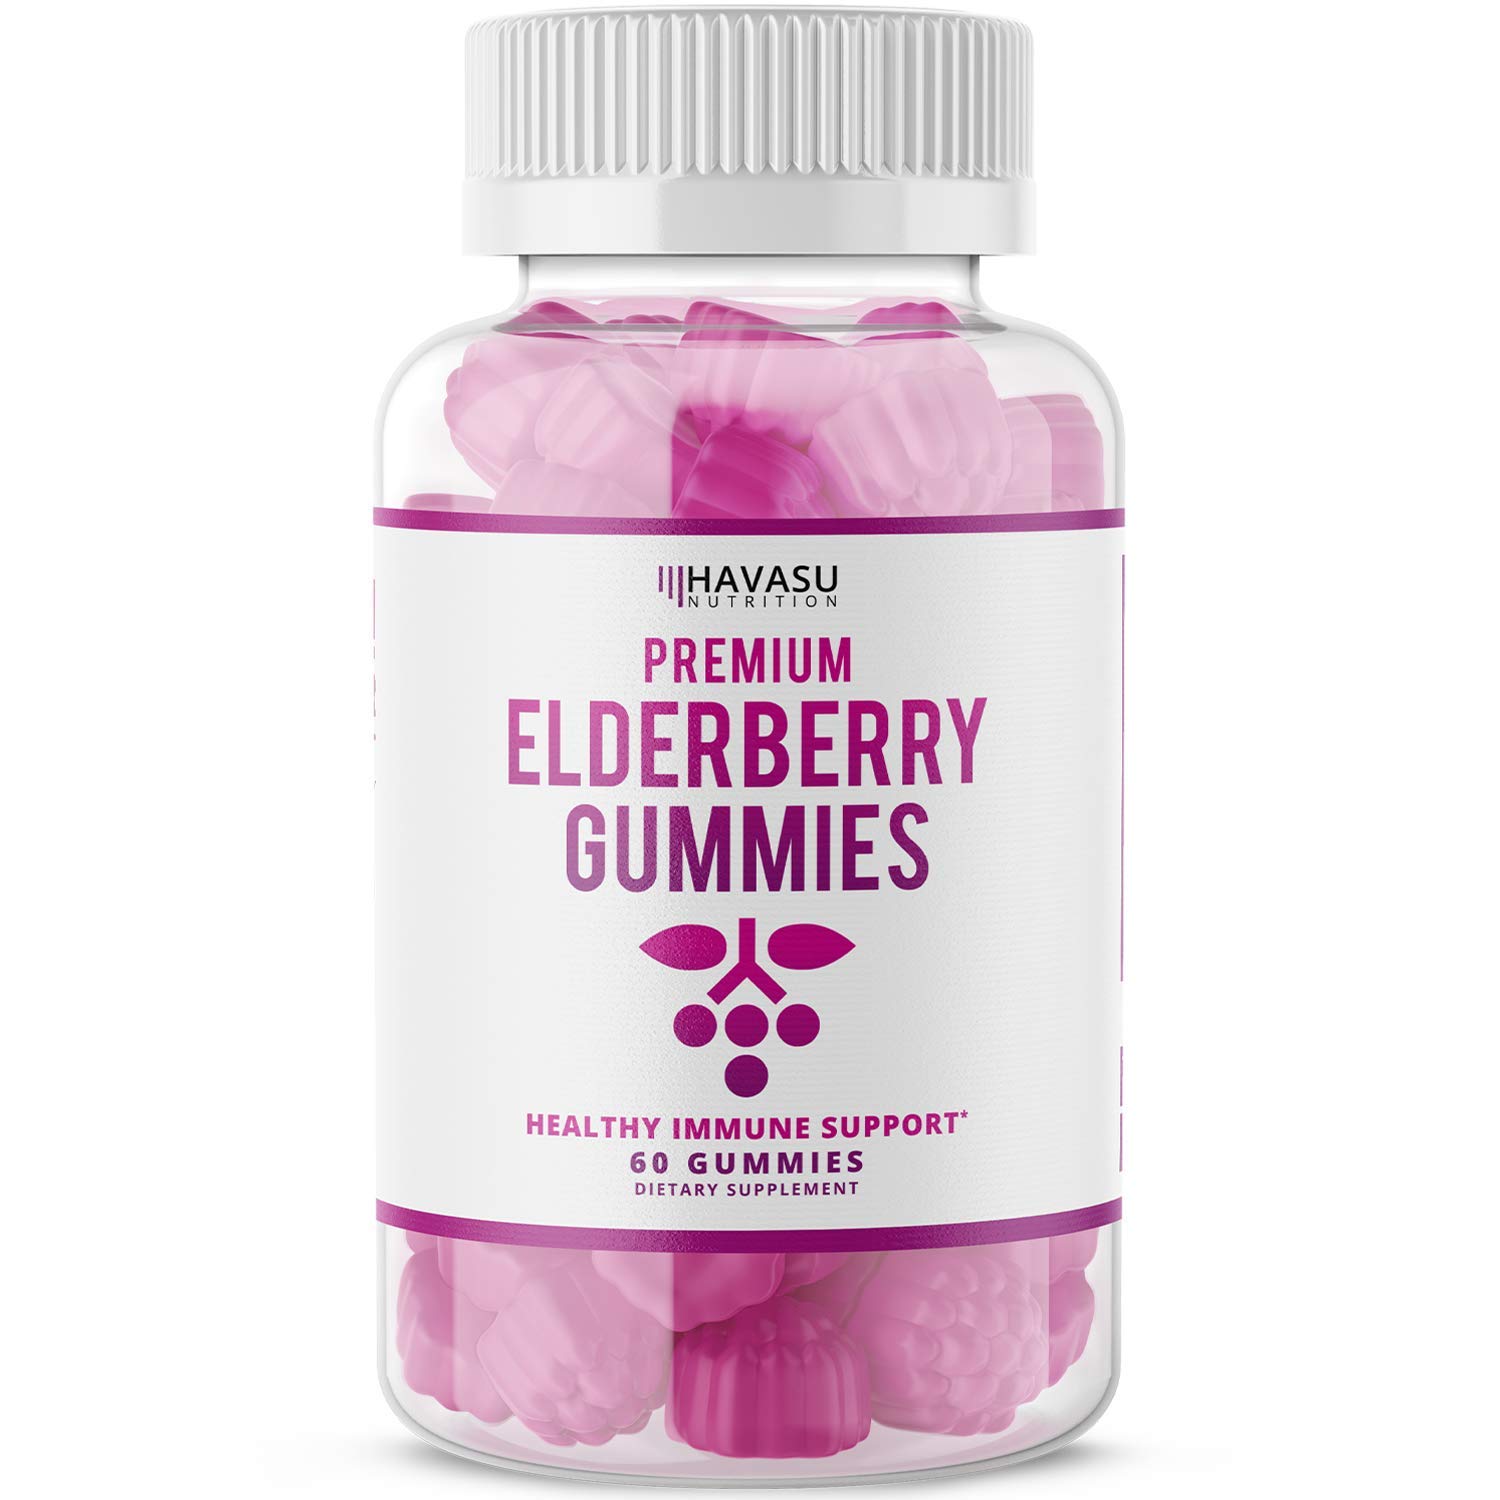 HAVASU
NUTRITION
PREMIUM
ELDERBERRY
GUMMIES
HEALTHY IMMUNE SUPPORT*
60 GUMMIES
DIETARY SUPPLEMENT